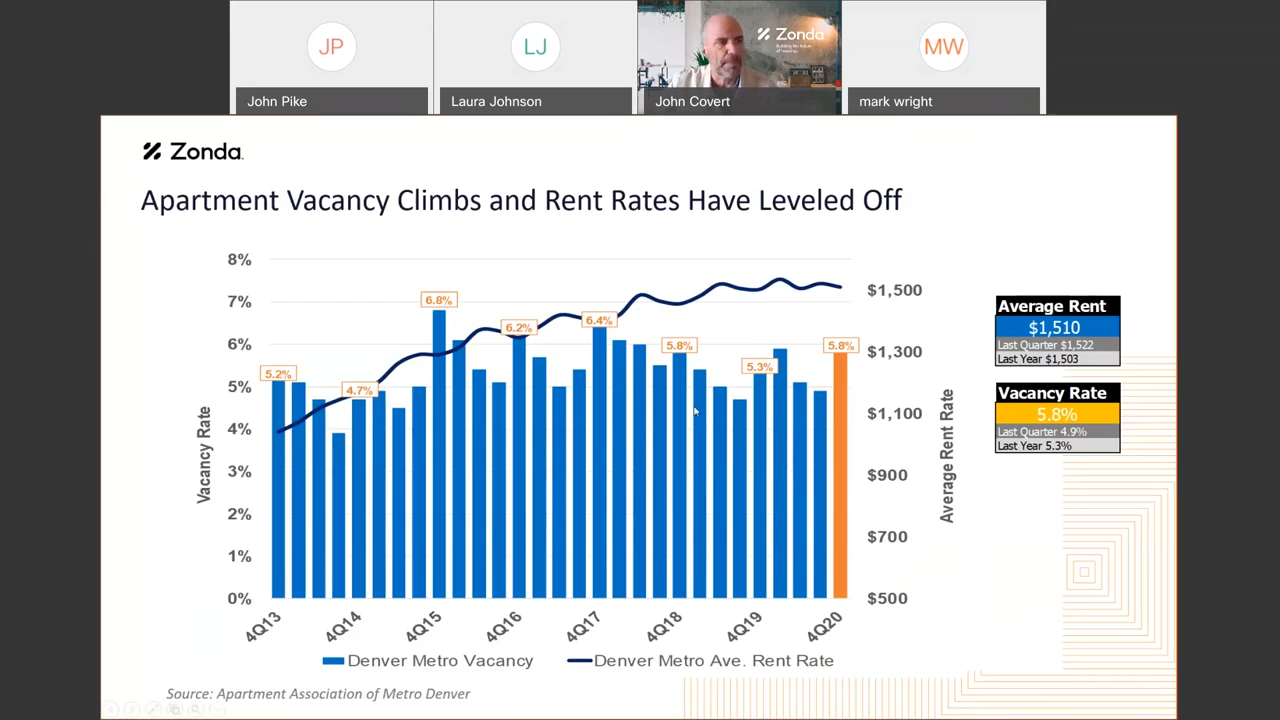 JP
LJ
Zonda
MW
John Pike
Laura Johnson
John Covert
mark wright
Zonda.
Apartment Vacancy Climbs and Rent Rates Have Leveled Off
8%
7%
6%
5%
4%
3%
2%
1%
0%
Vacancy Rate
5.2%
4.7%
6.8%
6.2%
6.4%
5.8%
5.3%
5.8%
$1,500
$1,300
$1,100
$900
$700
$500
Average Rent Rate
4Q13
4Q14
4Q15
4Q16
4Q17
4Q18
4Q19
4Q20
Denver Metro Vacancy
Denver Metro Ave. Rent Rate
Average Rent
$1,510
Last Quarter $1,522
Last Year $1,503
Vacancy Rate
5.8%
Last Quarter 4.9%
Last Year 5.3%
Source: Apartment Association of Metro Denver